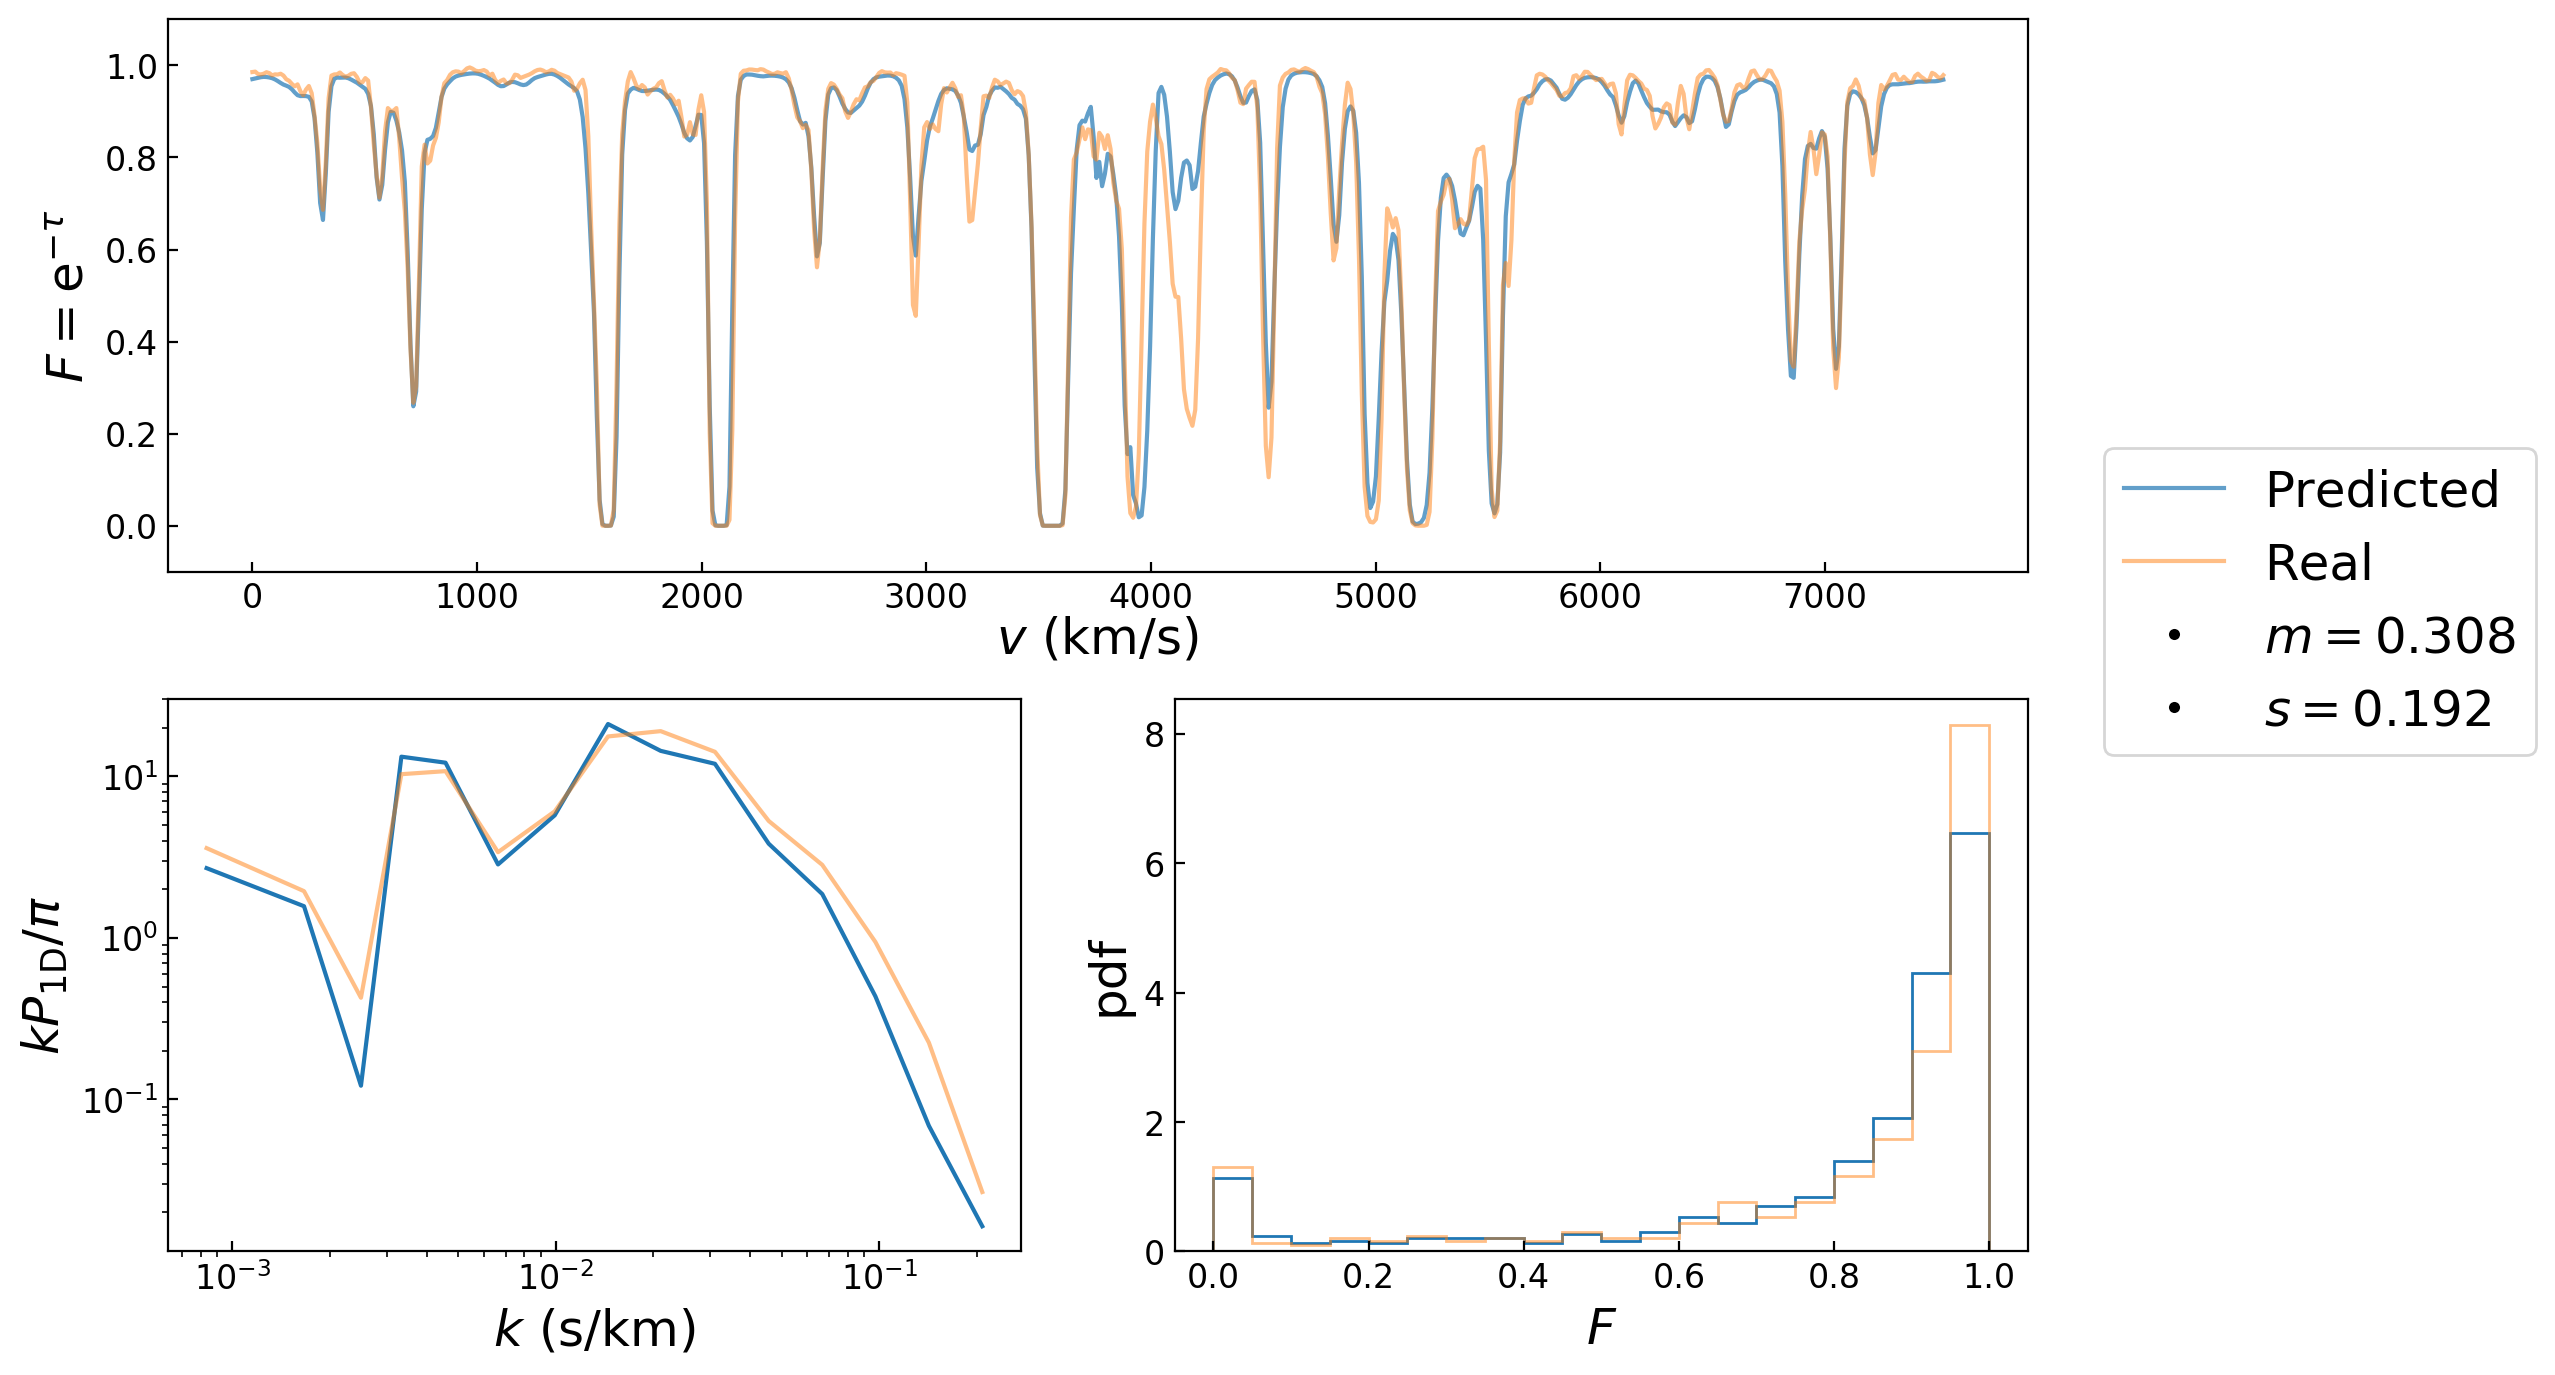 F = e^{-τ}
1.0
0.8
0.6
0.4
0.2
0.0
0 1000 2000 3000 4000 5000 6000 7000
v (km/s)
Predicted
Real
m = 0.308
s = 0.192
kP_{1D}/π
10^1
10^0
10^{-1}
10^{-3} 10^{-2} 10^{-1}
k (s/km)
pdf
8
6
4
2
0
0.0 0.2 0.4 0.6 0.8 1.0
F